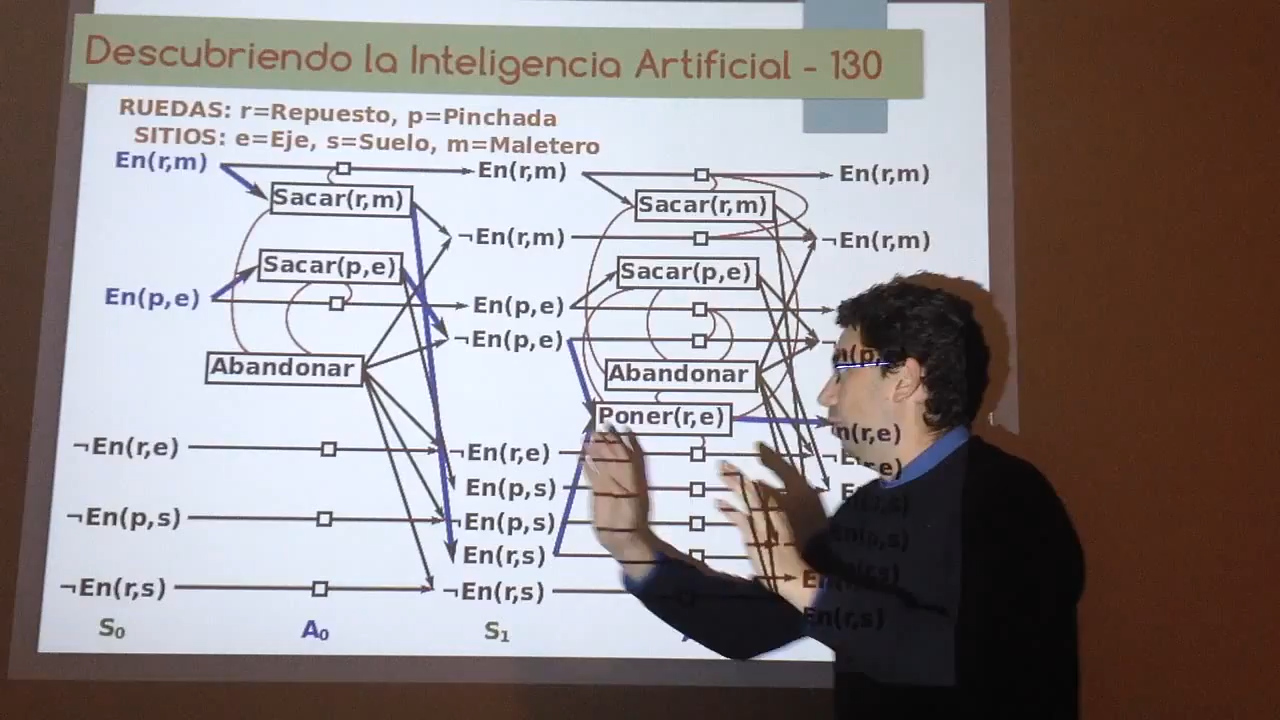 Descubriendo la Inteligencia Artificial - 130
RUEDAS: r=Repuesto, p=Pinchada
SITIOS: e=Eje, s=Suelo, m=Maletero
En(r,m)
En(r,m)
En(r,m)
Sacar(r,m)
Sacar(r,m)
¬En(r,m)
¬En(r,m)
Sacar(p,e)
Sacar(p,e)
En(p,e)
En(p,e)
¬En(p,e)
Abandonar
Abandonar
Poner(r,e)
n(r,e)
¬En(r,e)
¬En(r,e)
En(p,s)
¬En(p,s)
¬En(p,s)
En(r,s)
¬En(r,s)
¬En(r,s)
En(r,s)
S₀
A₀
S₁